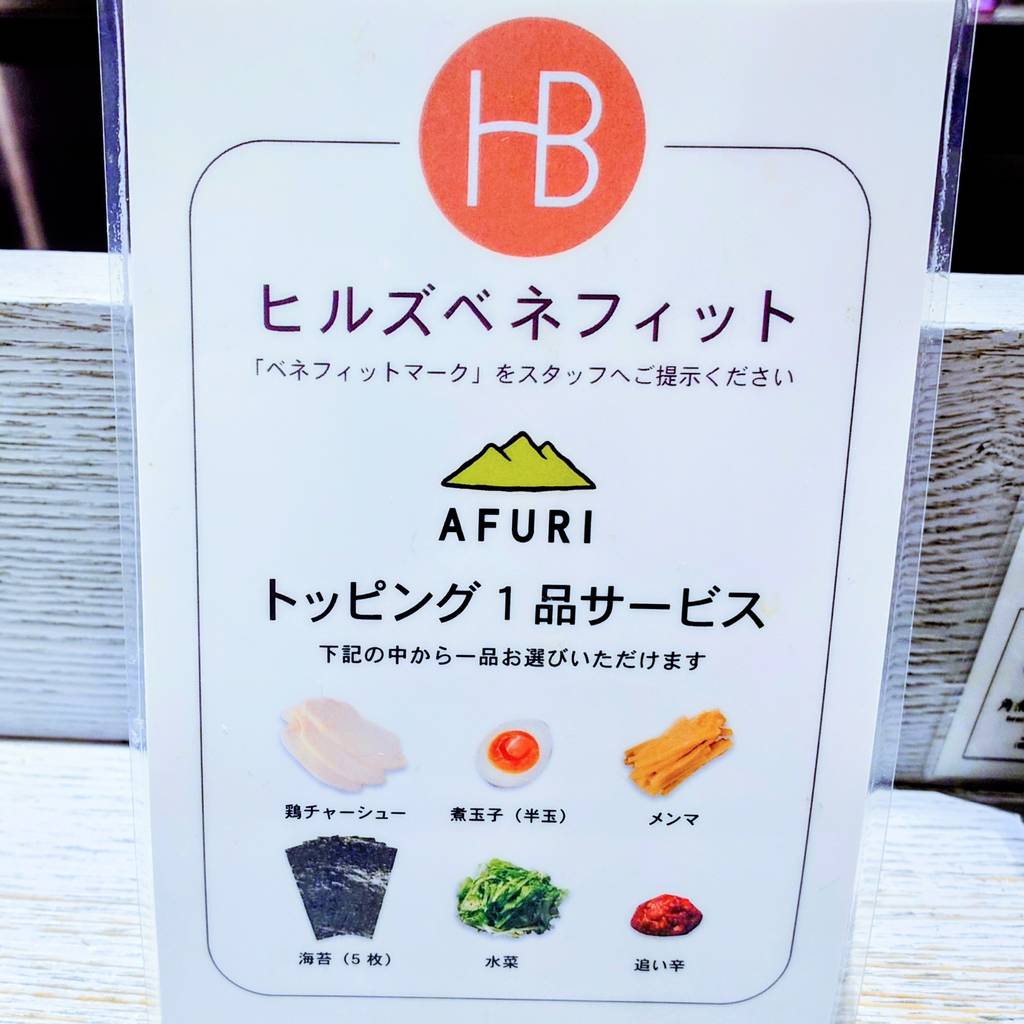 HB
ヒルズベネフィット
「ベネフィットマーク」をスタッフへご提示ください
AFURI
トッピング1品サービス
下記の中から一品お選びいただけます
鶏チャーシュー
煮玉子（半玉）
メンマ
海苔（5枚）
水菜
追い辛